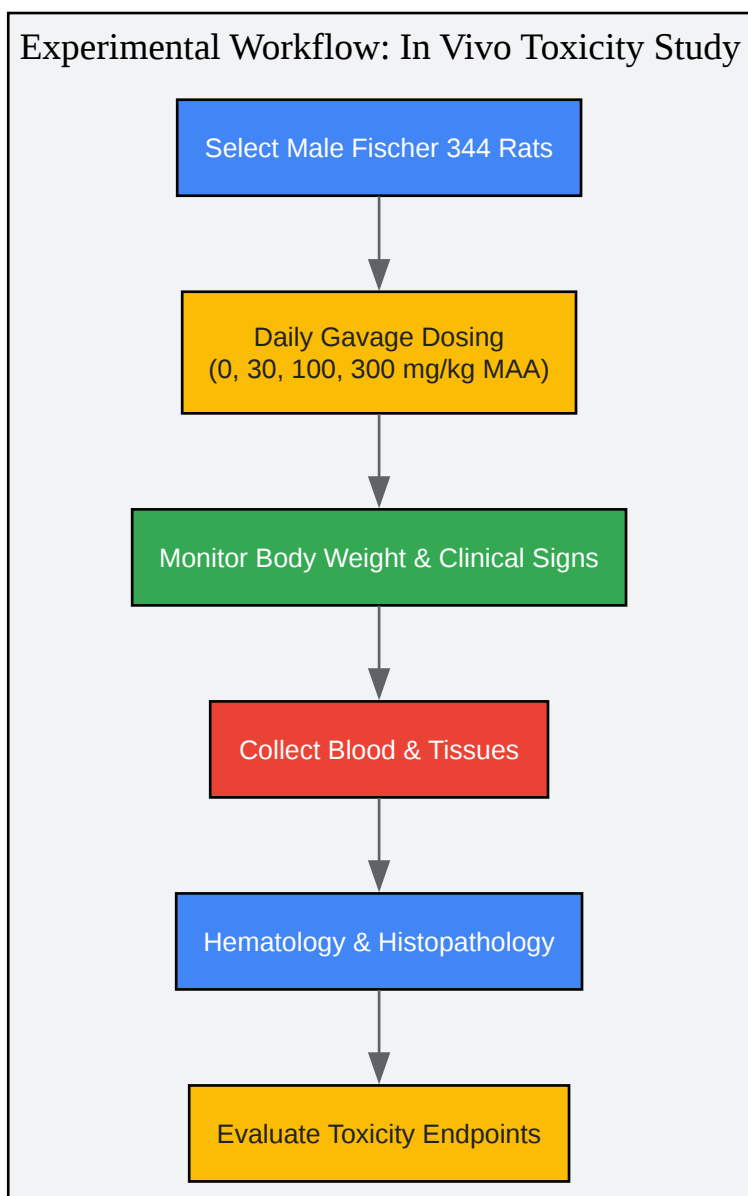 Experimental Workflow: In Vivo Toxicity Study
Select Male Fischer 344 Rats
Daily Gavage Dosing
(0, 30, 100, 300 mg/kg MAA)
Monitor Body Weight & Clinical Signs
Collect Blood & Tissues
Hematology & Histopathology
Evaluate Toxicity Endpoints